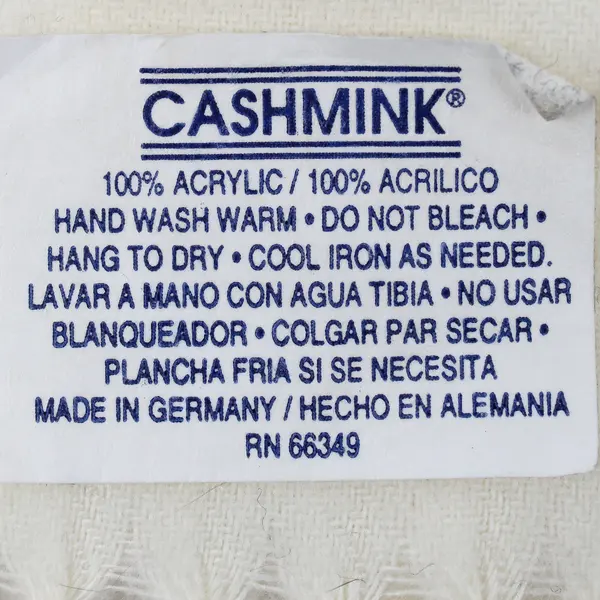 CASHMINK®
100% ACRYLIC / 100% ACRILICO
HAND WASH WARM • DO NOT BLEACH •
HANG TO DRY • COOL IRON AS NEEDED.
LAVAR A MANO CON AGUA TIBIA • NO USAR
BLANQUEADOR • COLGAR PAR SECAR •
PLANCHA FRIA SI SE NECESITA
MADE IN GERMANY / HECHO EN ALEMANIA
RN 66349